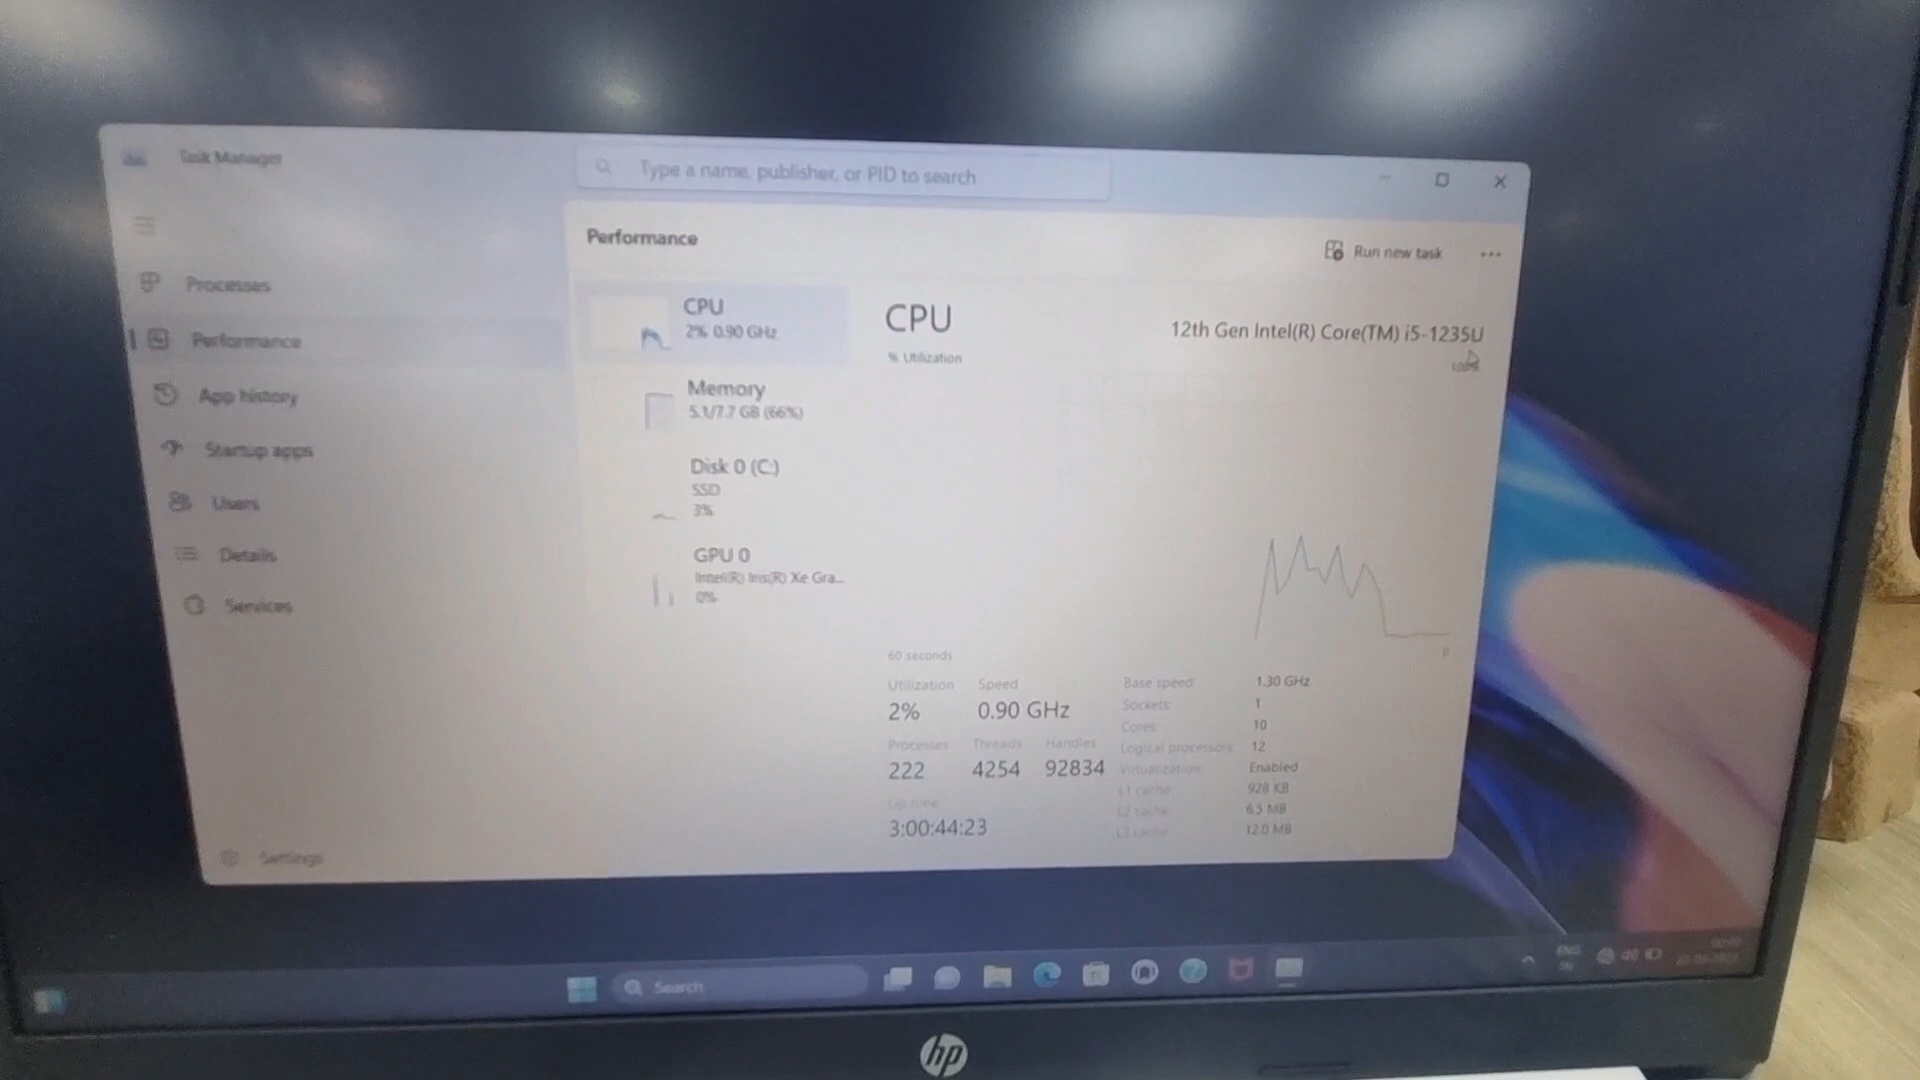 Task Manager
Type a name, publisher, or PID to search
Processes
Performance
App history
Startup apps
Users
Details
Services
Settings
Performance
Run new task
CPU
2% 0.90 GHz
Memory
5.1/7.7 GB (66%)
Disk 0 (C:)
SSD
3%
GPU 0
Intel(R) Iris(R) Xe Gra...
0%
CPU
12th Gen Intel(R) Core(TM) i5-1235U
% Utilization
100%
60 seconds
0
Utilization
2%
Speed
0.90 GHz
Processes
222
Threads
4254
Handles
92834
Up time
3:00:44:23
Base speed: 1.30 GHz
Sockets: 1
Cores: 10
Logical processors: 12
Virtualization: Enabled
L1 cache: 928 KB
L2 cache: 6.5 MB
L3 cache: 12.0 MB
Search
ENG
hp